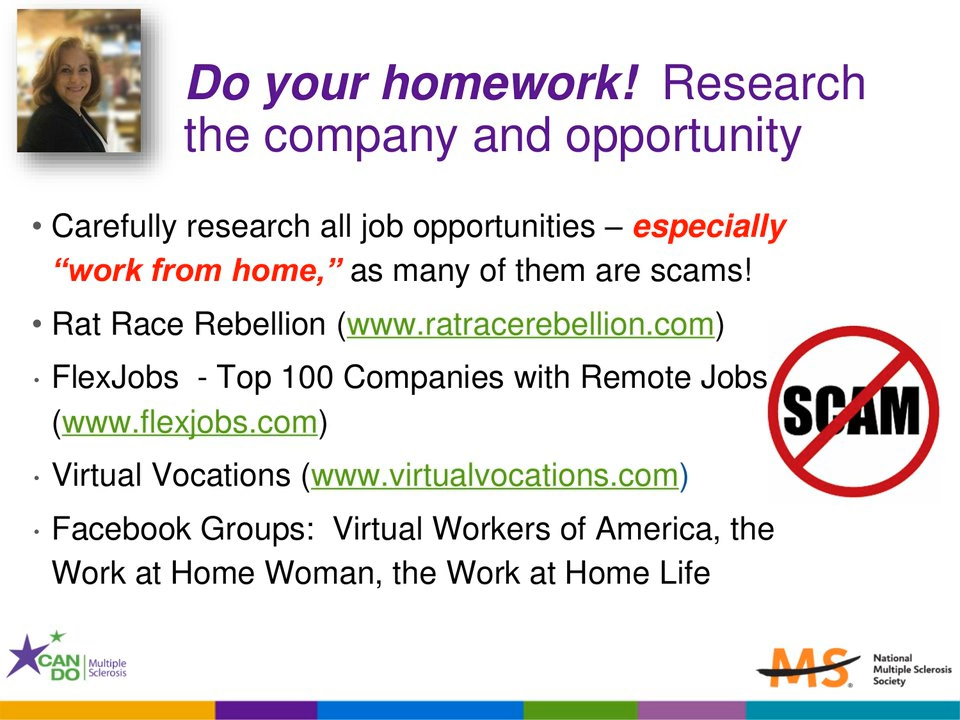 Do your homework! Research
the company and opportunity
• Carefully research all job opportunities – especially
“work from home,” as many of them are scams!
• Rat Race Rebellion (www.ratracerebellion.com)
• FlexJobs - Top 100 Companies with Remote Jobs
(www.flexjobs.com)
SCAM
• Virtual Vocations (www.virtualvocations.com)
• Facebook Groups: Virtual Workers of America, the
Work at Home Woman, the Work at Home Life
CAN
DO
Multiple
Sclerosis
MS®
National
Multiple Sclerosis
Society